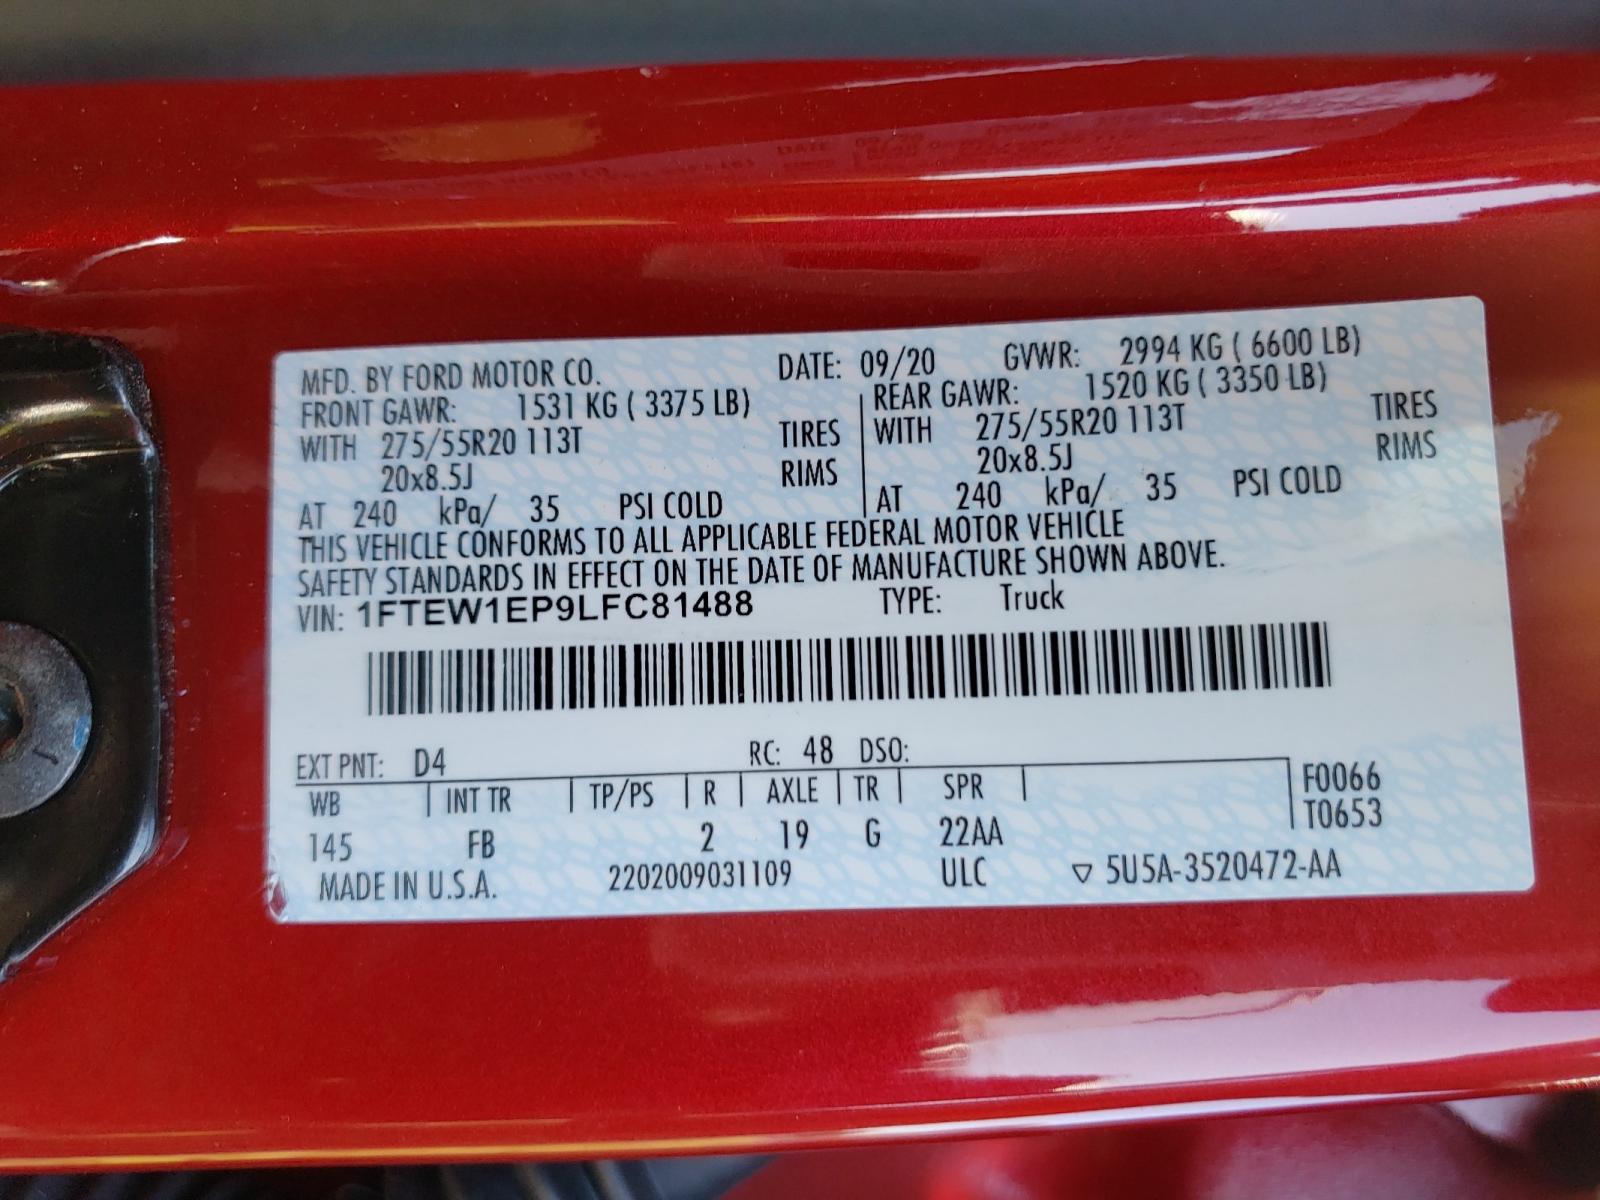 MFD. BY FORD MOTOR CO. DATE: 09/20 GVWR: 2994 KG ( 6600 LB)
FRONT GAWR: 1531 KG ( 3375 LB) REAR GAWR: 1520 KG ( 3350 LB)
WITH 275/55R20 113T TIRES WITH 275/55R20 113T TIRES
20x8.5J RIMS 20x8.5J RIMS
AT 240 kPa/ 35 PSI COLD AT 240 kPa/ 35 PSI COLD
THIS VEHICLE CONFORMS TO ALL APPLICABLE FEDERAL MOTOR VEHICLE
SAFETY STANDARDS IN EFFECT ON THE DATE OF MANUFACTURE SHOWN ABOVE.
VIN: 1FTEW1EP9LFC81488 TYPE: Truck
EXT PNT: D4 RC: 48 DSO:
WB INT TR TP/PS R AXLE TR SPR F0066
T0653
145 FB 2 19 G 22AA
MADE IN U.S.A. 2202009031109 ULC ▽ 5U5A-3520472-AA